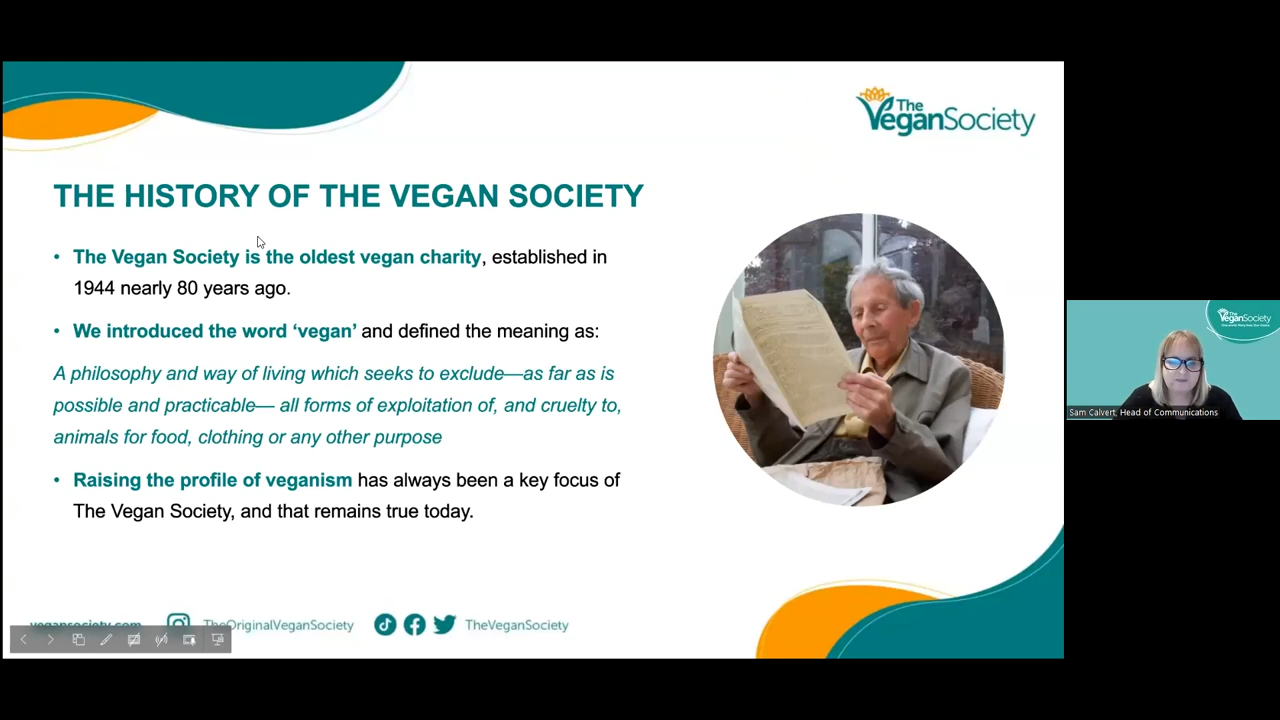 The
VeganSociety
THE HISTORY OF THE VEGAN SOCIETY
• The Vegan Society is the oldest vegan charity, established in
1944 nearly 80 years ago.
• We introduced the word ‘vegan’ and defined the meaning as:
A philosophy and way of living which seeks to exclude—as far as is
possible and practicable— all forms of exploitation of, and cruelty to,
animals for food, clothing or any other purpose
• Raising the profile of veganism has always been a key focus of
The Vegan Society, and that remains true today.
vegansociety.com TheOriginalVeganSociety TheVeganSociety
The
VeganSociety
Sam Calvert, Head of Communications